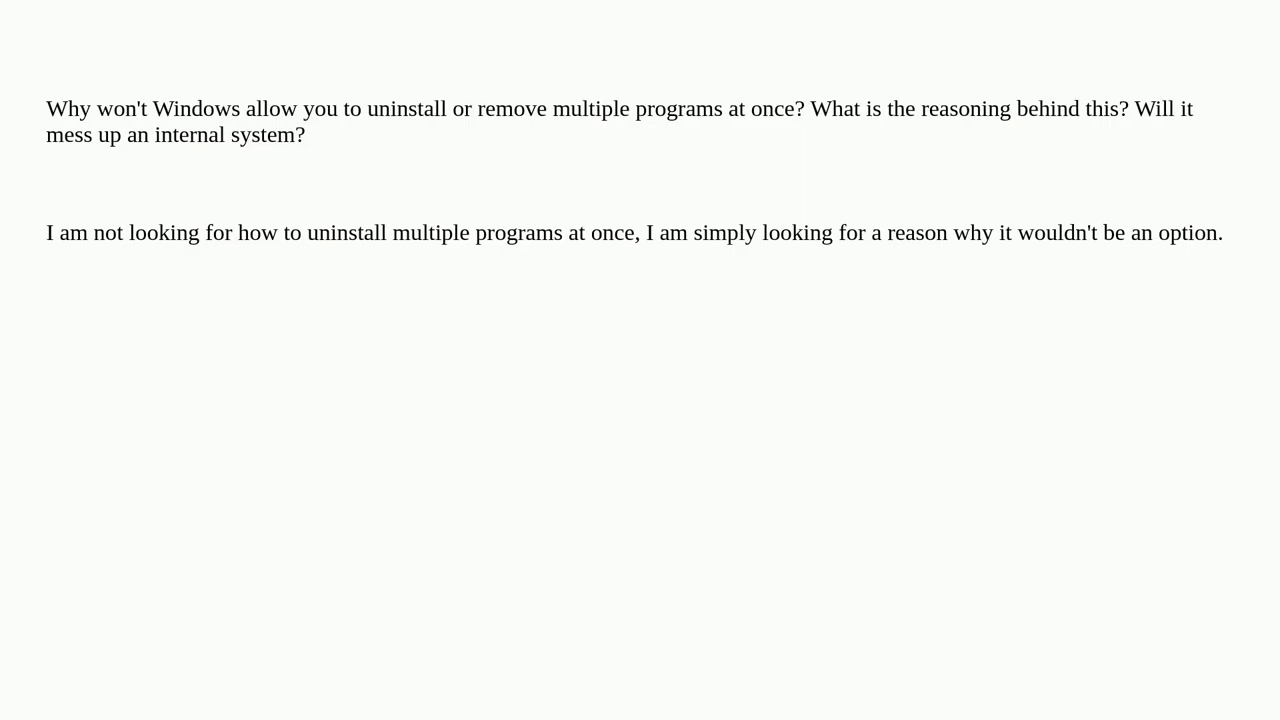 Why won't Windows allow you to uninstall or remove multiple programs at once? What is the reasoning behind this? Will it
mess up an internal system?
I am not looking for how to uninstall multiple programs at once, I am simply looking for a reason why it wouldn't be an option.